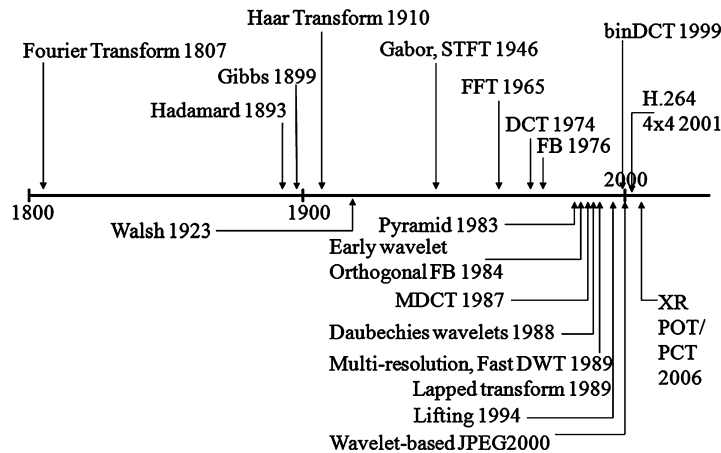 Haar Transform 1910
Fourier Transform 1807
Gabor, STFT 1946
binDCT 1999
Gibbs 1899
FFT 1965
H.264
4x4 2001
Hadamard 1893
DCT 1974
FB 1976
1800
1900
2000
Walsh 1923
Pyramid 1983
Early wavelet
Orthogonal FB 1984
MDCT 1987
XR
POT/
PCT
2006
Daubechies wavelets 1988
Multi-resolution, Fast DWT 1989
Lapped transform 1989
Lifting 1994
Wavelet-based JPEG2000